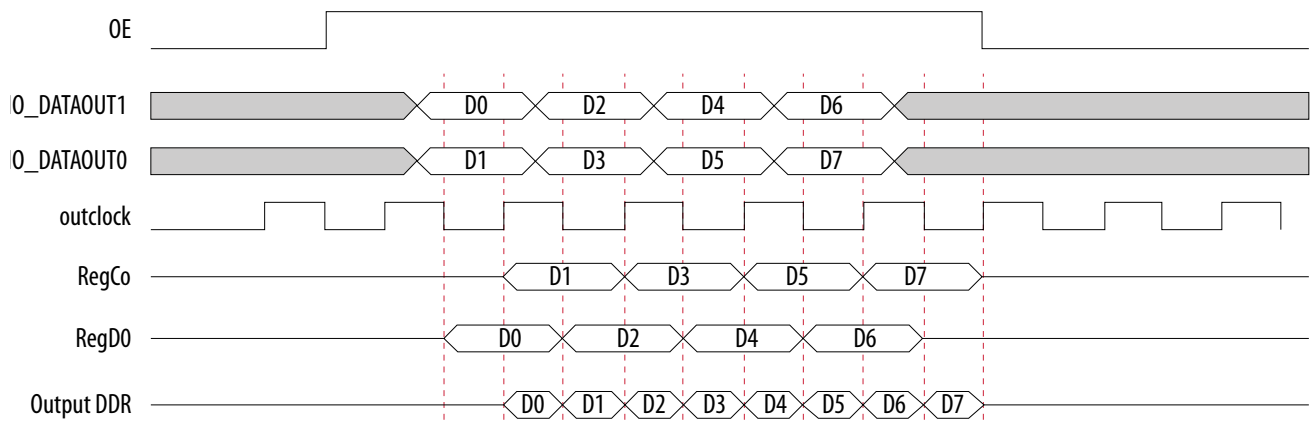 OE
IO_DATAOUT1 D0 D2 D4 D6
IO_DATAOUT0 D1 D3 D5 D7
outclock
RegCo D1 D3 D5 D7
RegD0 D0 D2 D4 D6
Output DDR D0 D1 D2 D3 D4 D5 D6 D7